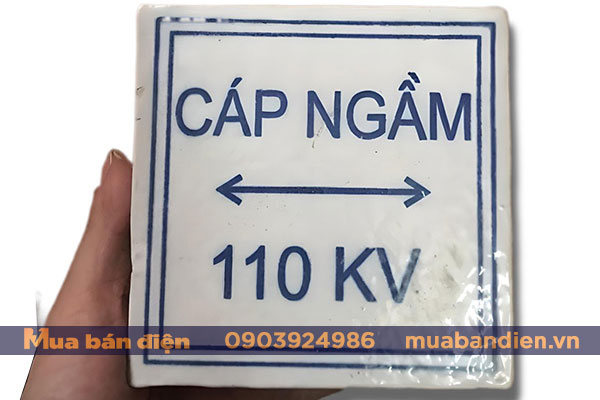 CÁP NGẦM
110 KV
Mua bán điện 0903924986 muabandien.vn